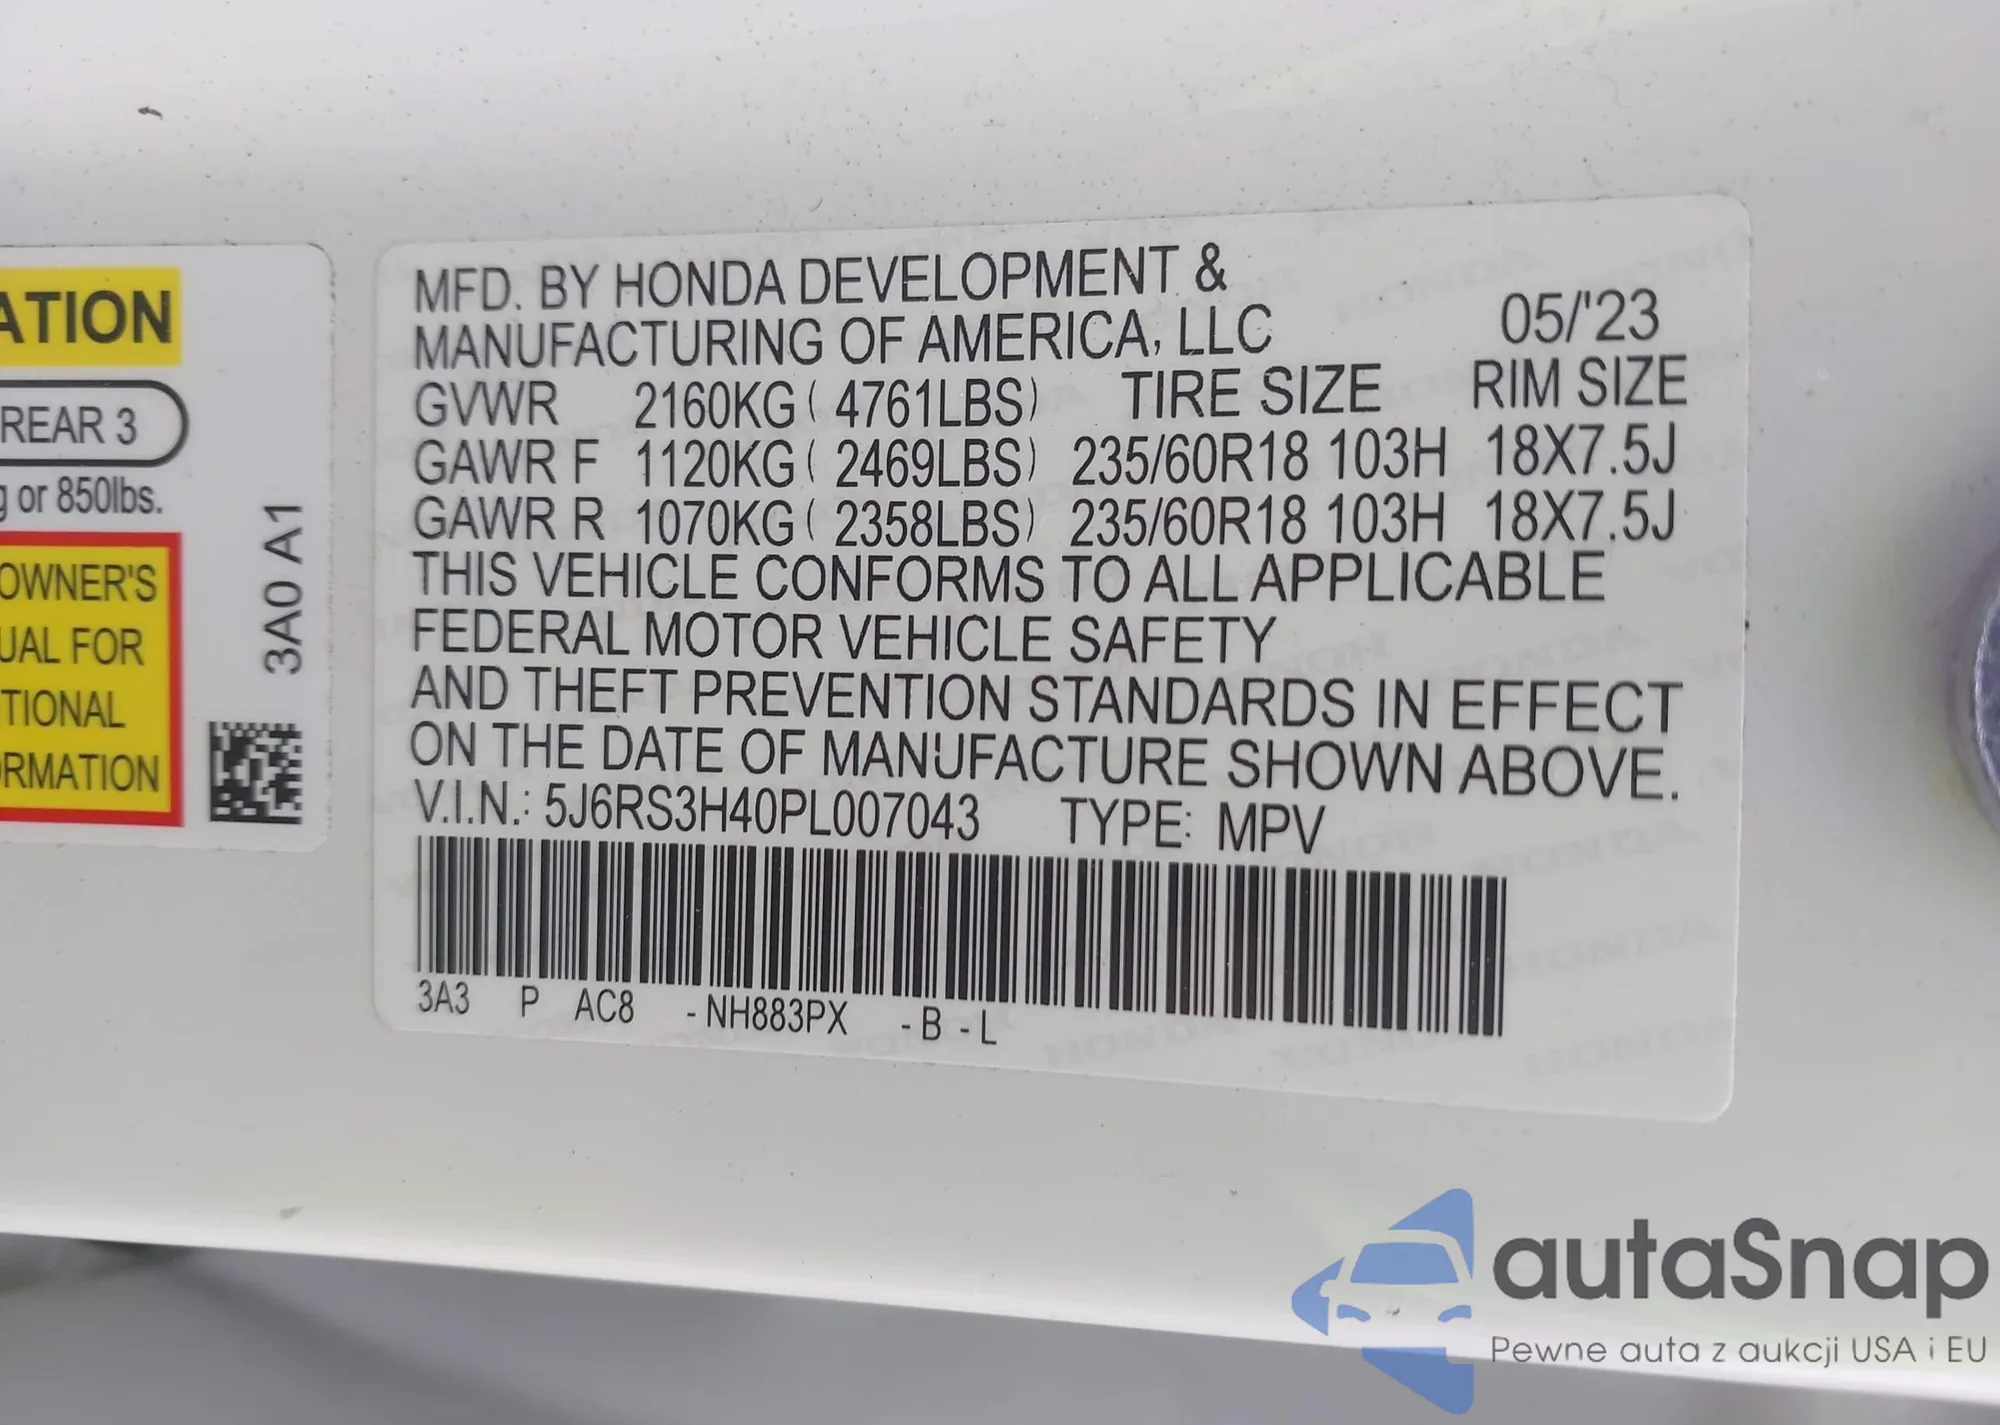 ATION
REAR 3
g or 850lbs.
OWNER'S
UAL FOR
TIONAL
ORMATION
3A0 A1
MFD. BY HONDA DEVELOPMENT &
MANUFACTURING OF AMERICA, LLC 05/'23
GVWR 2160KG ( 4761LBS) TIRE SIZE RIM SIZE
GAWR F 1120KG ( 2469LBS) 235/60R18 103H 18X7.5J
GAWR R 1070KG ( 2358LBS) 235/60R18 103H 18X7.5J
THIS VEHICLE CONFORMS TO ALL APPLICABLE
FEDERAL MOTOR VEHICLE SAFETY
AND THEFT PREVENTION STANDARDS IN EFFECT
ON THE DATE OF MANUFACTURE SHOWN ABOVE.
V.I.N.: 5J6RS3H40PL007043 TYPE: MPV
3A3 P AC8 -NH883PX -B -L
autaSnap
Pewne auta z aukcji USA i EU